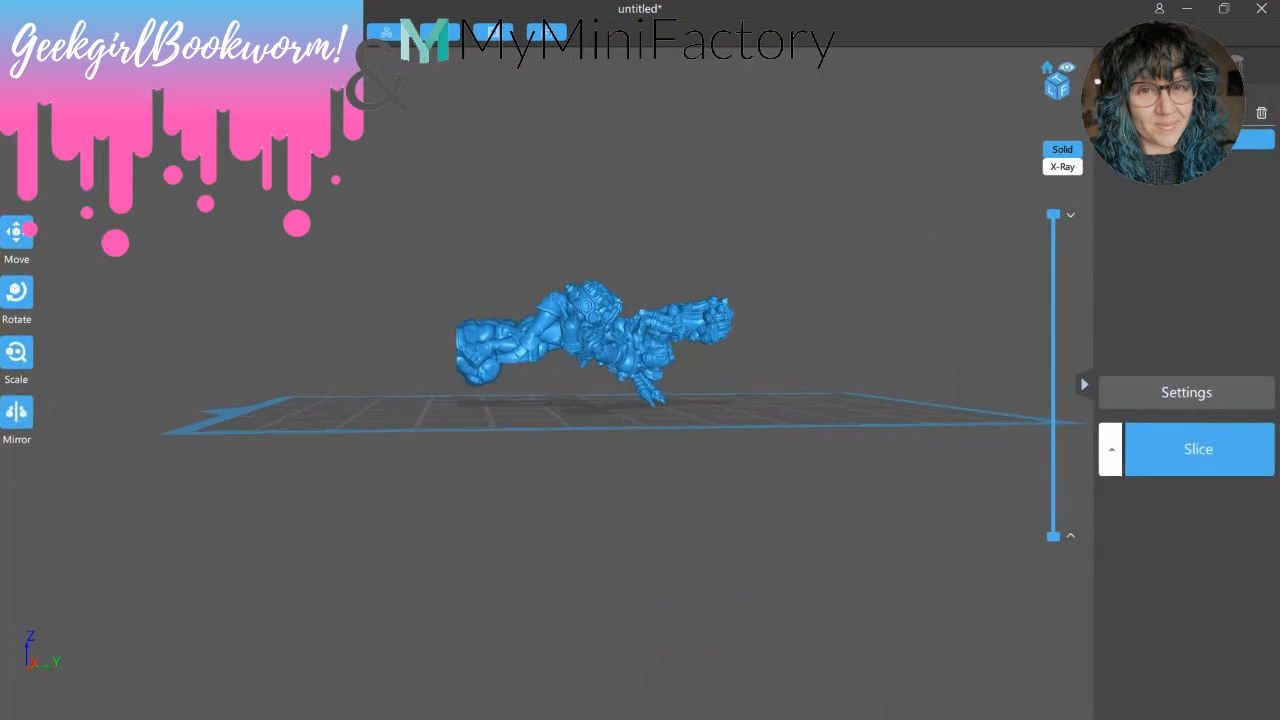 untitled*
GeekgirlBookworm!
&
MyMiniFactory
T
L F
Solid
X-Ray
Move
Rotate
Scale
Mirror
Settings
Slice
Z
X Y